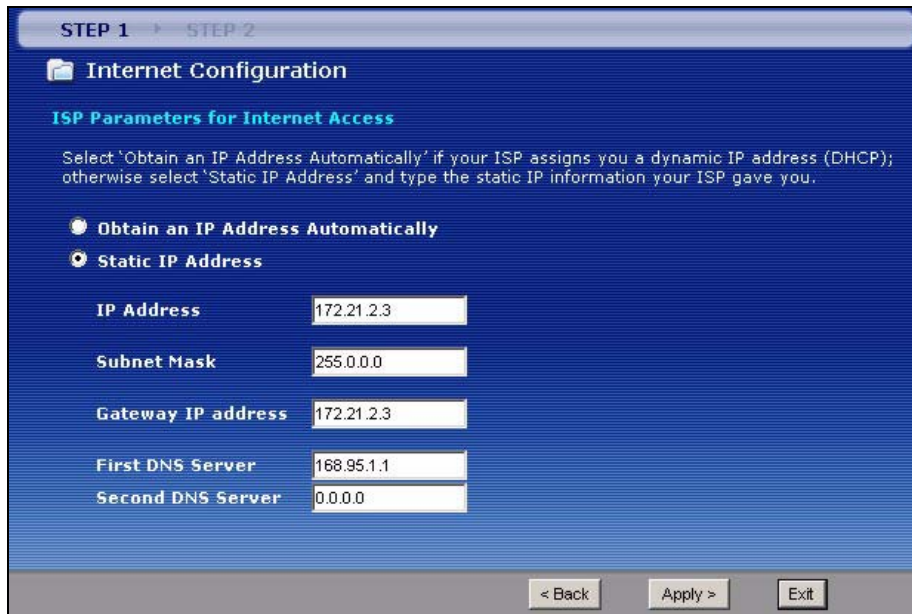 STEP 1 STEP 2
Internet Configuration
ISP Parameters for Internet Access
Select 'Obtain an IP Address Automatically' if your ISP assigns you a dynamic IP address (DHCP);
otherwise select 'Static IP Address' and type the static IP information your ISP gave you.
Obtain an IP Address Automatically
Static IP Address
IP Address 172.21.2.3
Subnet Mask 255.0.0.0
Gateway IP address 172.21.2.3
First DNS Server 168.95.1.1
Second DNS Server 0.0.0.0
< Back Apply > Exit